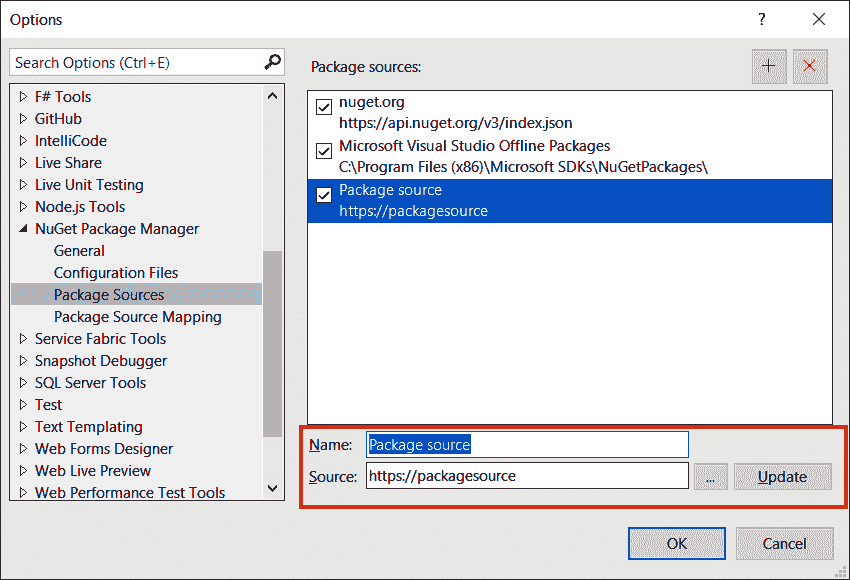 Options
?
Search Options (Ctrl+E)
F# Tools
GitHub
IntelliCode
Live Share
Live Unit Testing
Node.js Tools
NuGet Package Manager
General
Configuration Files
Package Sources
Package Source Mapping
Service Fabric Tools
Snapshot Debugger
SQL Server Tools
Test
Text Templating
Web Forms Designer
Web Live Preview
Web Performance Test Tools
Package sources:
nuget.org
https://api.nuget.org/v3/index.json
Microsoft Visual Studio Offline Packages
C:\Program Files (x86)\Microsoft SDKs\NuGetPackages\
Package source
https://packagesource
Name: Package source
Source: https://packagesource ... Update
OK Cancel